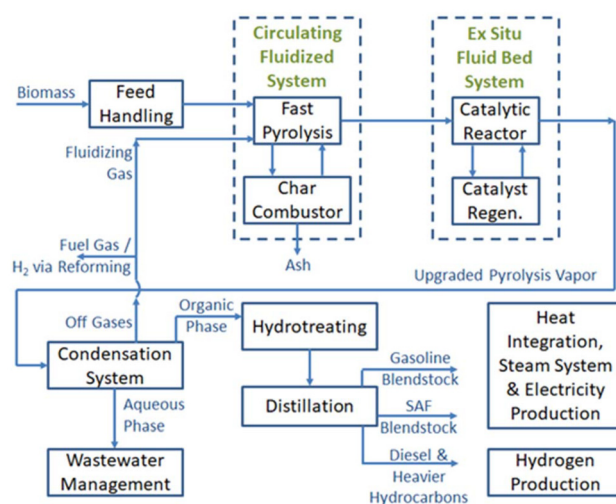 Circulating
Fluidized
System
Ex Situ
Fluid Bed
System
Biomass
Feed
Handling
Fast
Pyrolysis
Catalytic
Reactor
Fluidizing
Gas
Char
Combustor
Catalyst
Regen.
Fuel Gas /
H₂ via Reforming
Ash
Upgraded Pyrolysis Vapor
Off Gases
Organic
Phase
Hydrotreating
Heat
Integration,
Steam System
& Electricity
Production
Condensation
System
Gasoline
Blendstock
Distillation
SAF
Blendstock
Aqueous
Phase
Diesel &
Heavier
Hydrocarbons
Wastewater
Management
Hydrogen
Production